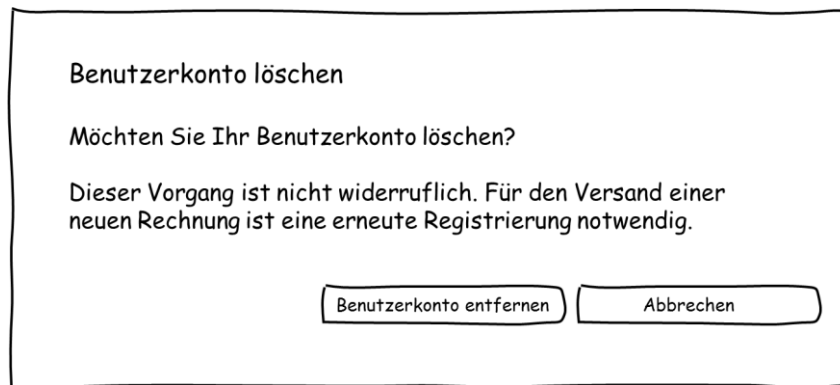 Benutzerkonto löschen
Möchten Sie Ihr Benutzerkonto löschen?
Dieser Vorgang ist nicht widerruflich. Für den Versand einer
neuen Rechnung ist eine erneute Registrierung notwendig.
Benutzerkonto entfernen
Abbrechen